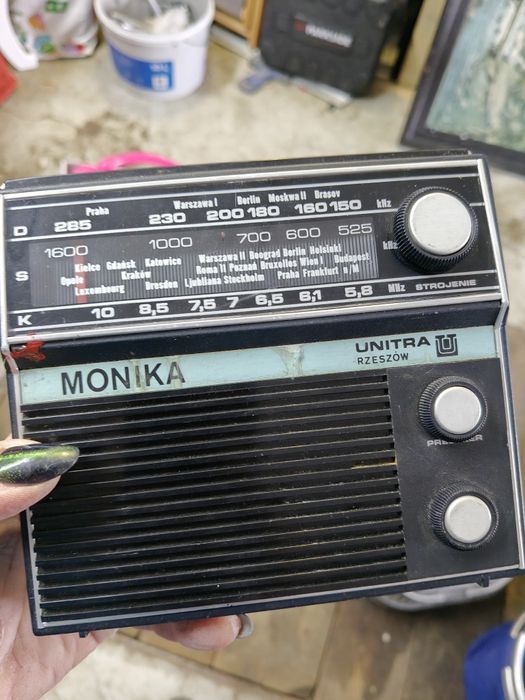 Praha Warszawa I Berlin Moskwa II Brasov
D 285 230 200 180 160 150 kHz
1600 1000 700 600 525 kHz
Kielce Gdańsk Katowice Warszawa II Beograd Berlin Helsinki
S Opole Kraków Roma II Poznań Bruxelles Wien I Budapest
Luxembourg Dresden Ljubliana Stockholm Praha Frankfurt n/M
K 10 8,5 7,5 7 6,5 6,1 5,8 MHz STROJENIE
MONIKA
UNITRA
RZESZÓW